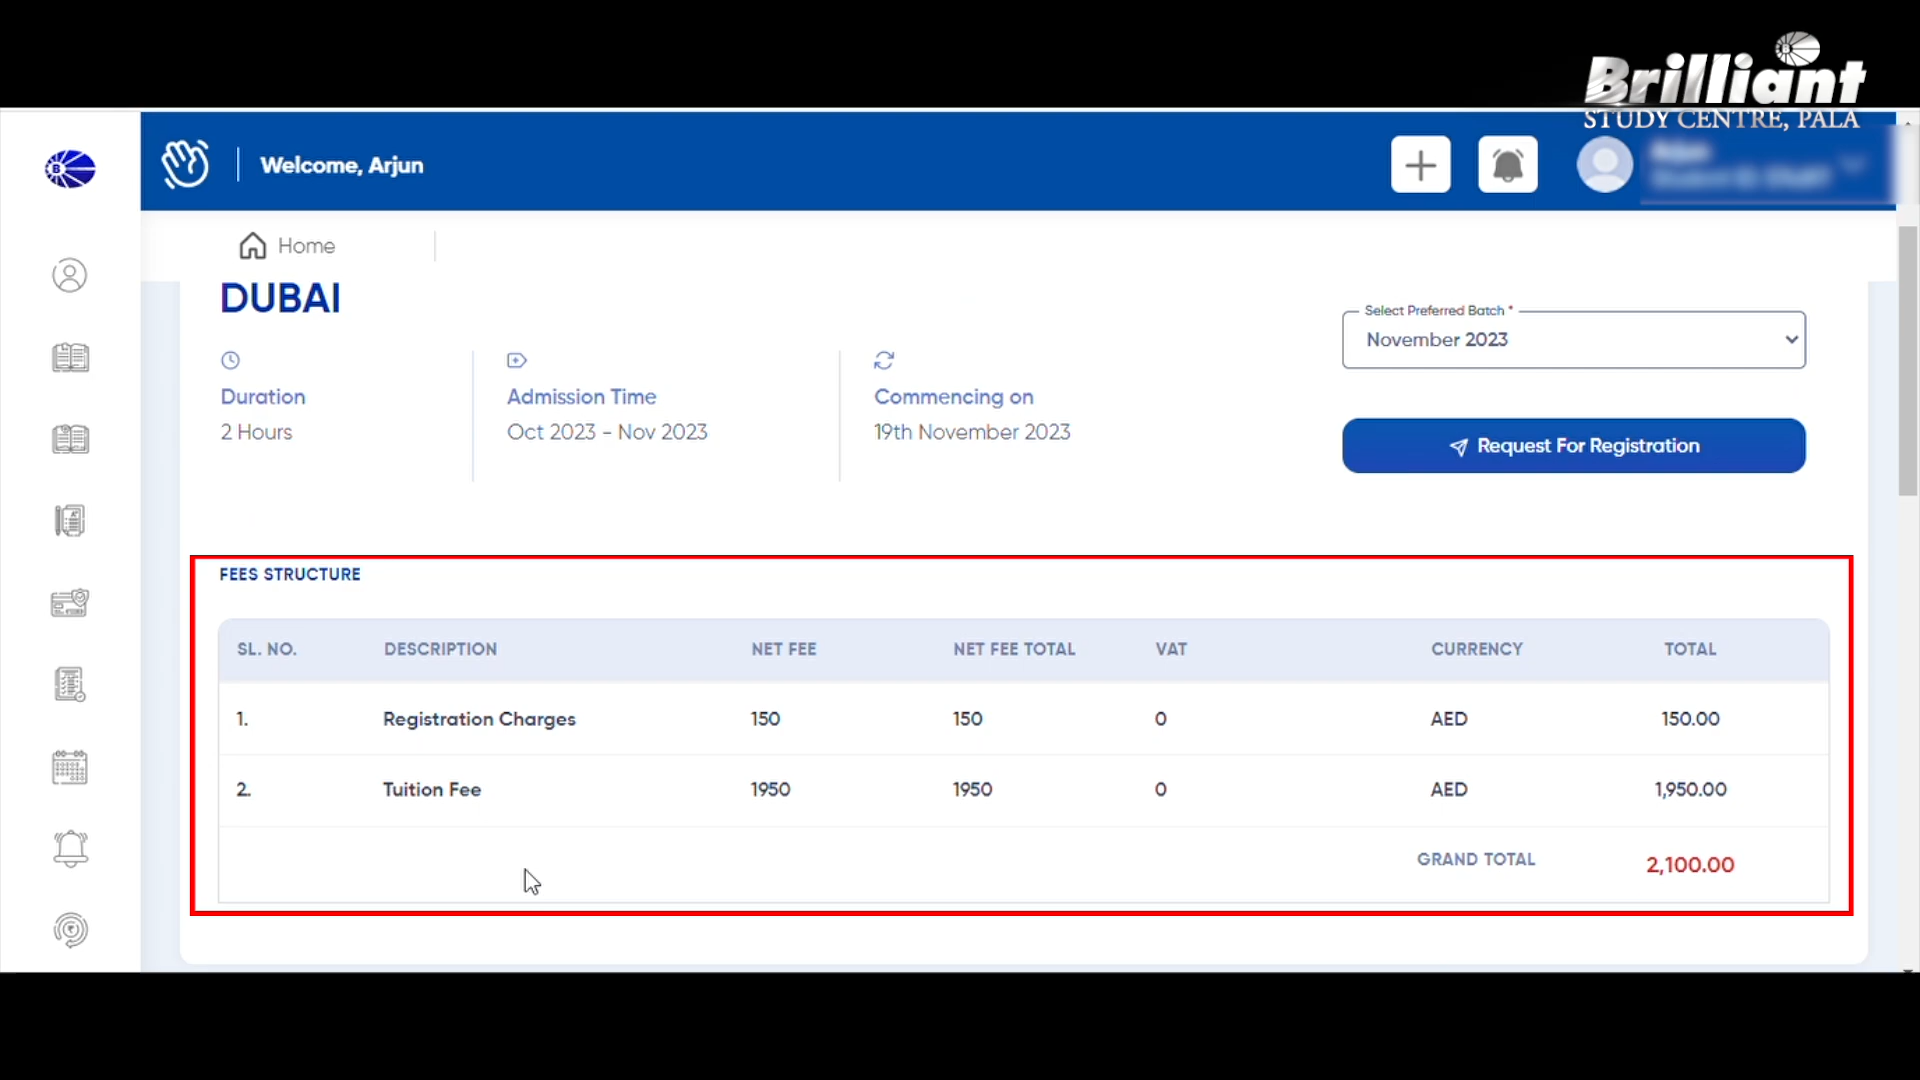 Brilliant
STUDY CENTRE, PALA
Welcome, Arjun
Home
DUBAI
Select Preferred Batch *
November 2023
Duration
2 Hours
Admission Time
Oct 2023 - Nov 2023
Commencing on
19th November 2023
Request For Registration
FEES STRUCTURE
SL. NO. DESCRIPTION NET FEE NET FEE TOTAL VAT CURRENCY TOTAL
1. Registration Charges 150 150 0 AED 150.00
2. Tuition Fee 1950 1950 0 AED 1,950.00
GRAND TOTAL 2,100.00